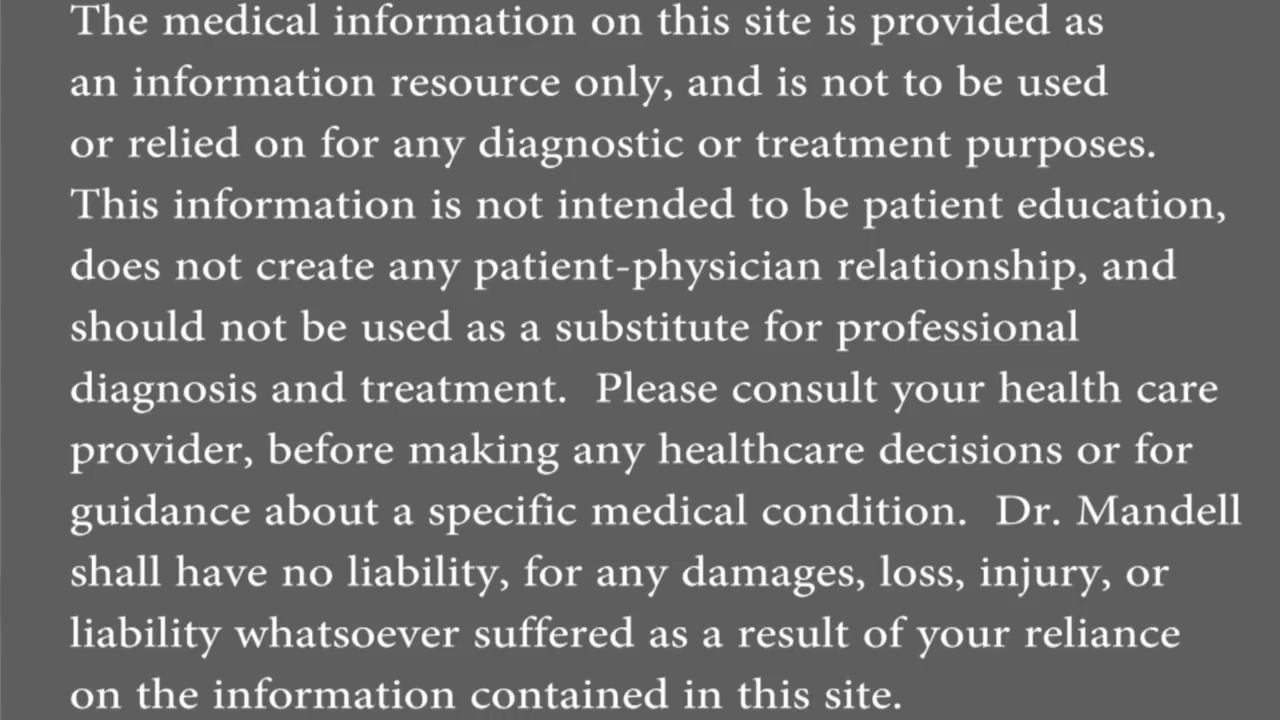 The medical information on this site is provided as
an information resource only, and is not to be used
or relied on for any diagnostic or treatment purposes.
This information is not intended to be patient education,
does not create any patient-physician relationship, and
should not be used as a substitute for professional
diagnosis and treatment.  Please consult your health care
provider, before making any healthcare decisions or for
guidance about a specific medical condition.  Dr. Mandell
shall have no liability, for any damages, loss, injury, or
liability whatsoever suffered as a result of your reliance
on the information contained in this site.